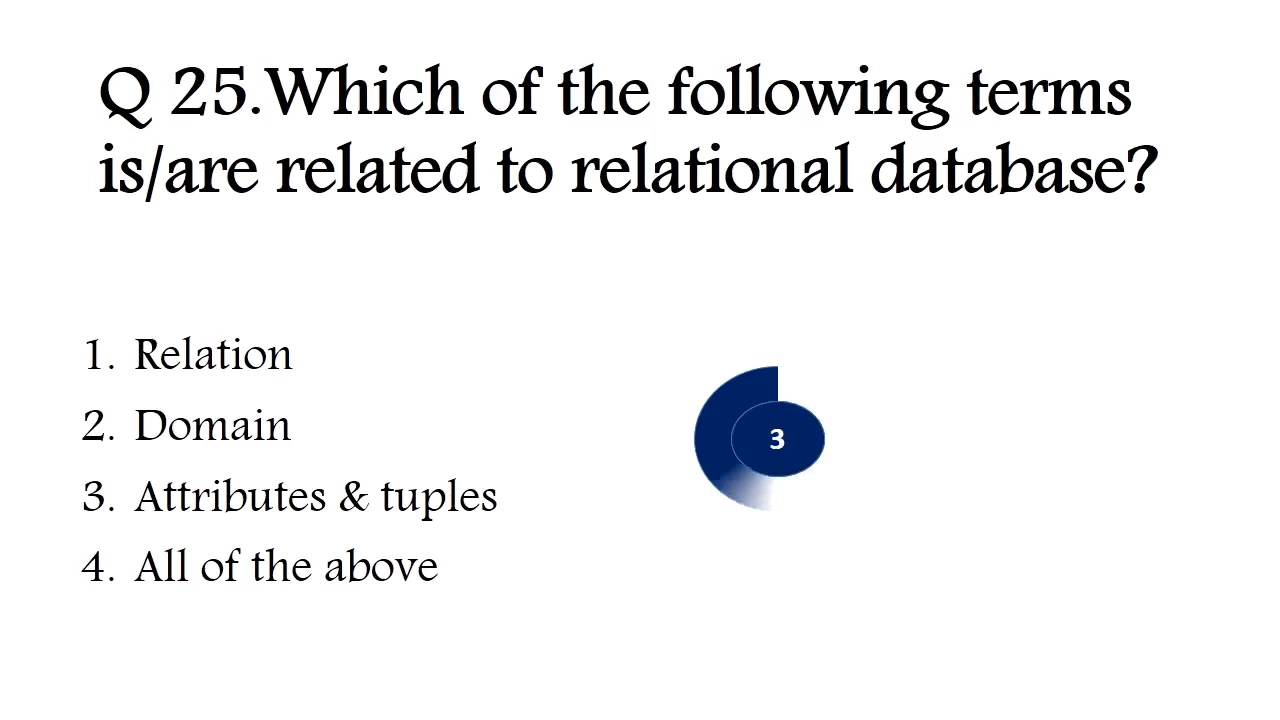 Q 25.Which of the following terms
is/are related to relational database?
1. Relation
2. Domain
3. Attributes & tuples
4. All of the above
3